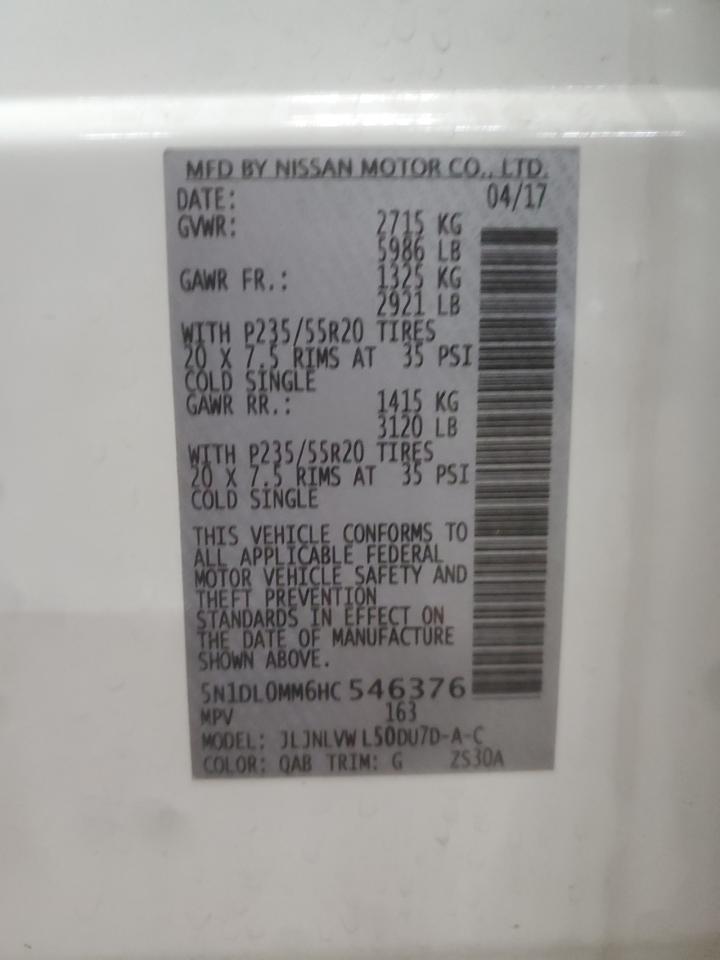 MFD BY NISSAN MOTOR CO., LTD.
DATE: 04/17
GVWR: 2715 KG
5986 LB
GAWR FR.: 1325 KG
2921 LB
WITH P235/55R20 TIRES
20 X 7.5 RIMS AT 35 PSI
COLD SINGLE
GAWR RR.: 1415 KG
3120 LB
WITH P235/55R20 TIRES
20 X 7.5 RIMS AT 35 PSI
COLD SINGLE
THIS VEHICLE CONFORMS TO
ALL APPLICABLE FEDERAL
MOTOR VEHICLE SAFETY AND
THEFT PREVENTION
STANDARDS IN EFFECT ON
THE DATE OF MANUFACTURE
SHOWN ABOVE.
5N1DL0MM6HC 546376
MPV 163
MODEL: JLJNLVW L50DU7D-A-C
COLOR: QAB TRIM: G ZS30A